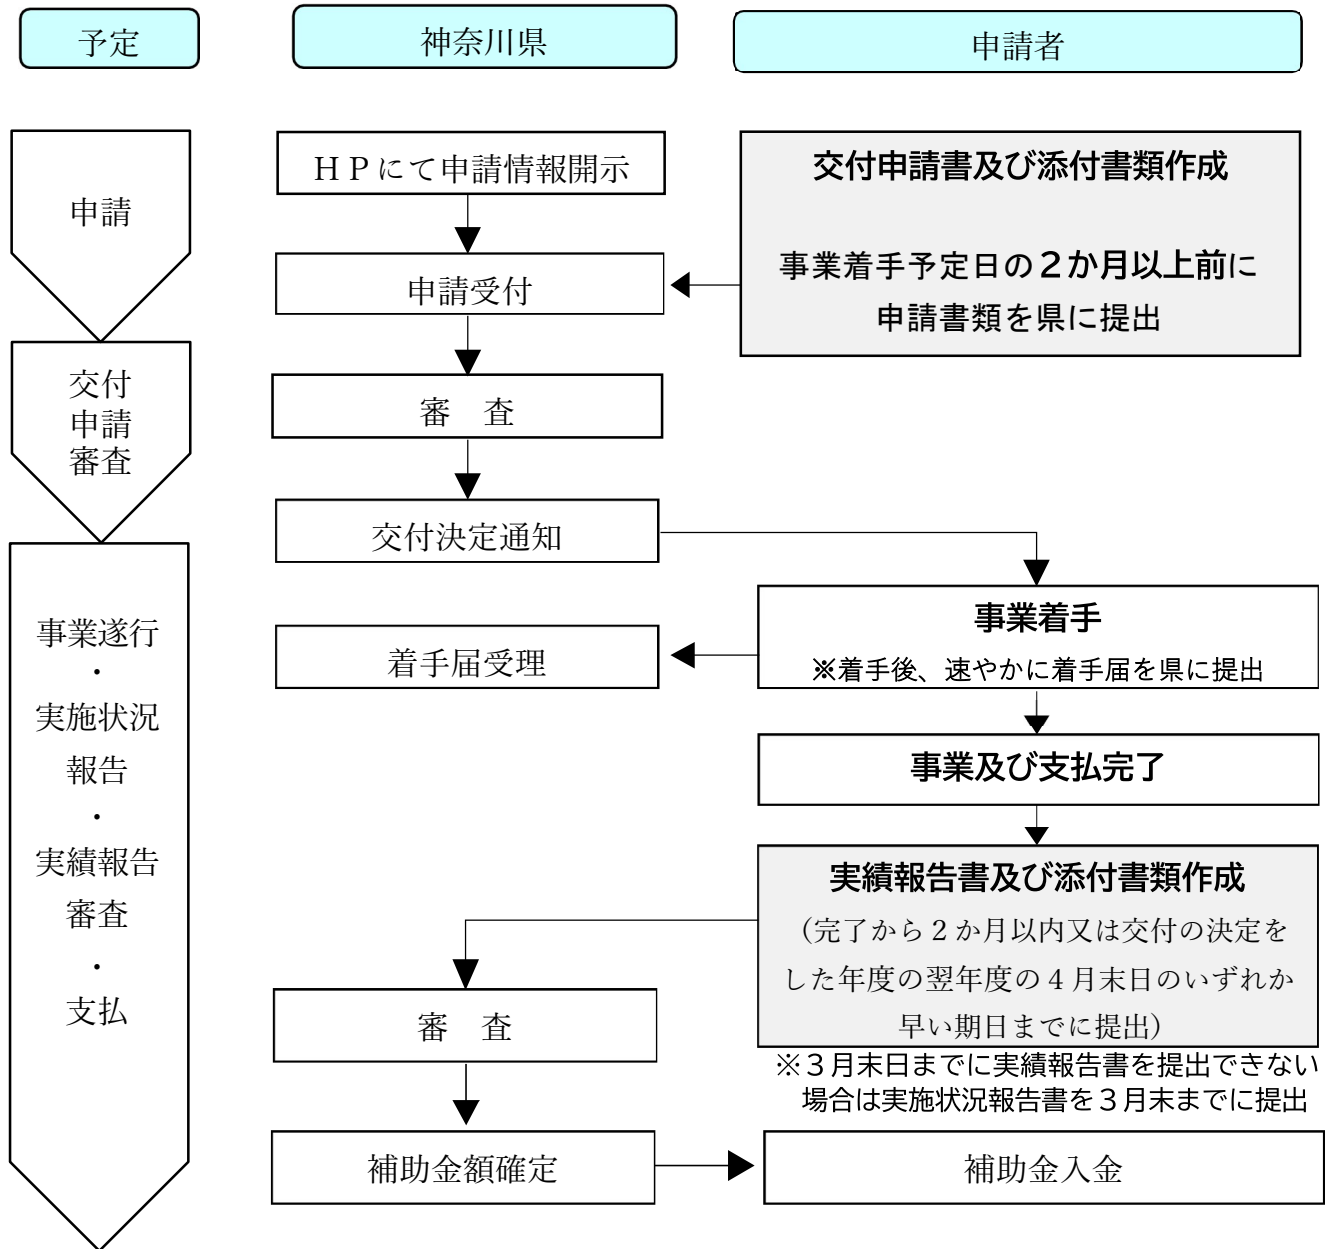 予定
神奈川県
申請者
申請
ＨＰにて申請情報開示
交付申請書及び添付書類作成
事業着手予定日の２か月以上前に
申請書類を県に提出
申請受付
交付
申請
審査
審　査
交付決定通知
事業遂行
・
実施状況
報告
・
実績報告
審査
・
支払
事業着手
※着手後、速やかに着手届を県に提出
着手届受理
事業及び支払完了
実績報告書及び添付書類作成
（完了から２か月以内又は交付の決定を
した年度の翌年度の４月末日のいずれか
早い期日までに提出）
※３月末日までに実績報告書を提出できない
場合は実施状況報告書を３月末までに提出
審　査
補助金額確定
補助金入金